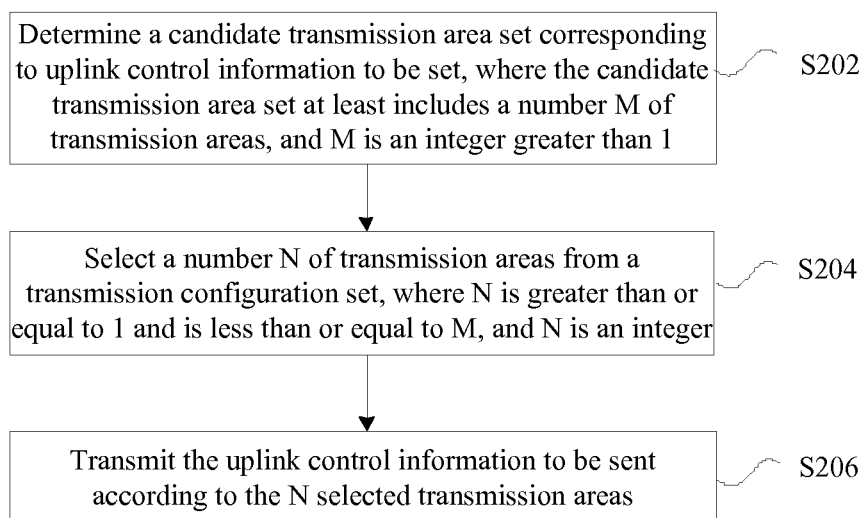 Determine a candidate transmission area set corresponding
to uplink control information to be set, where the candidate
transmission area set at least includes a number M of
transmission areas, and M is an integer greater than 1
S202
Select a number N of transmission areas from a
transmission configuration set, where N is greater than or
equal to 1 and is less than or equal to M, and N is an integer
S204
Transmit the uplink control information to be sent
according to the N selected transmission areas
S206